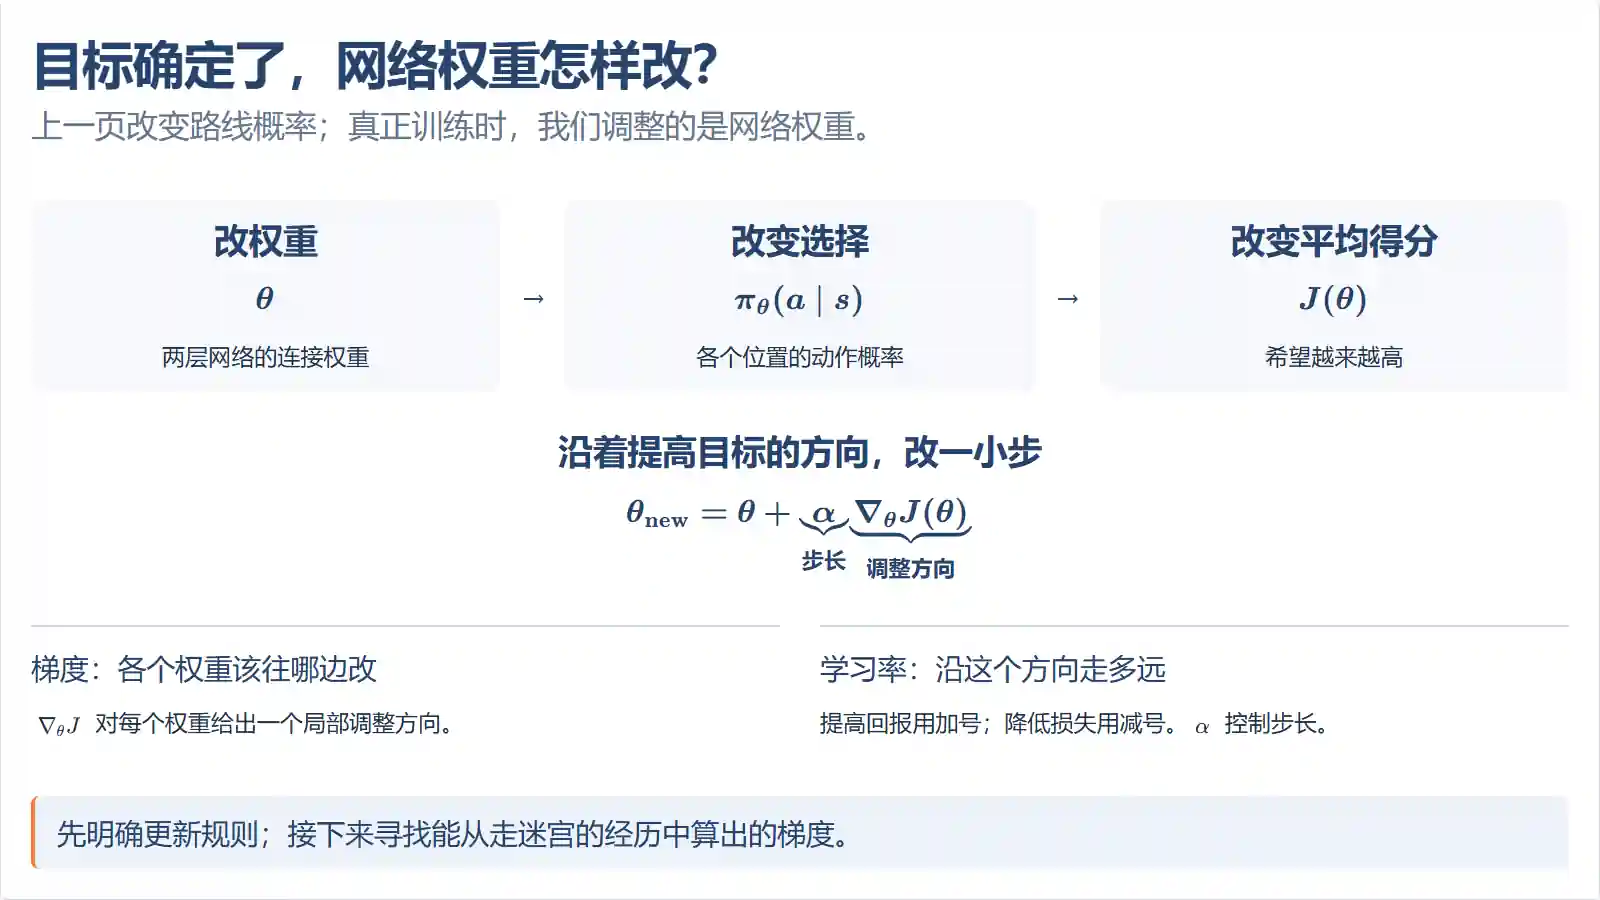 目标确定了，网络权重怎样改？
上一页改变路线概率；真正训练时，我们调整的是网络权重。
改权重
θ
两层网络的连接权重
→
改变选择
π_θ(a | s)
各个位置的动作概率
→
改变平均得分
J(θ)
希望越来越高
沿着提高目标的方向，改一小步
θ_new = θ + α ∇_θ J(θ)
步长 调整方向
梯度：各个权重该往哪边改
∇_θ J 对每个权重给出一个局部调整方向。
学习率：沿这个方向走多远
提高回报用加号；降低损失用减号。 α 控制步长。
先明确更新规则；接下来寻找能从走迷宫的经历中算出的梯度。